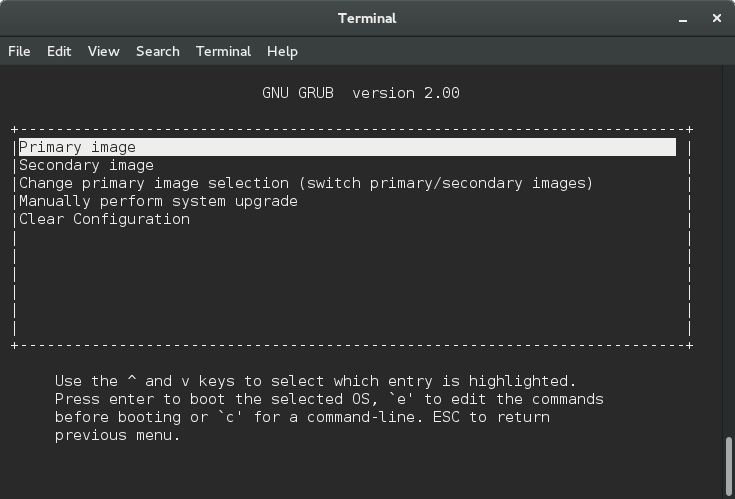 Terminal
File Edit View Search Terminal Help
GNU GRUB  version 2.00
+--------------------------------------------------------------------------+
|Primary image |
|Secondary image |
|Change primary image selection (switch primary/secondary images) |
|Manually perform system upgrade |
|Clear Configuration |
| |
| |
| |
| |
| |
| |
+--------------------------------------------------------------------------+
Use the ^ and v keys to select which entry is highlighted.
Press enter to boot the selected OS, `e' to edit the commands
before booting or `c' for a command-line. ESC to return
previous menu.